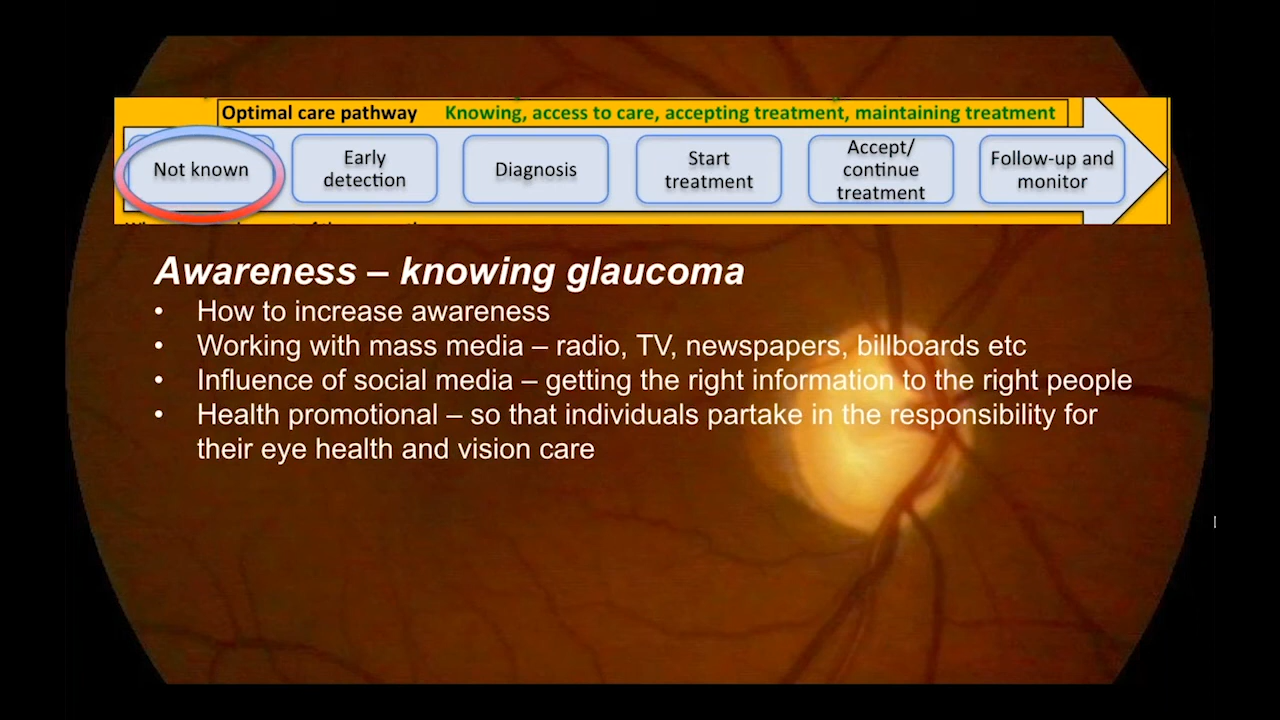 Optimal care pathway Knowing, access to care, accepting treatment, maintaining treatment
Not known
Early
detection
Diagnosis
Start
treatment
Accept/
continue
treatment
Follow-up and
monitor
Awareness – knowing glaucoma
• How to increase awareness
• Working with mass media – radio, TV, newspapers, billboards etc
• Influence of social media – getting the right information to the right people
• Health promotional – so that individuals partake in the responsibility for
their eye health and vision care